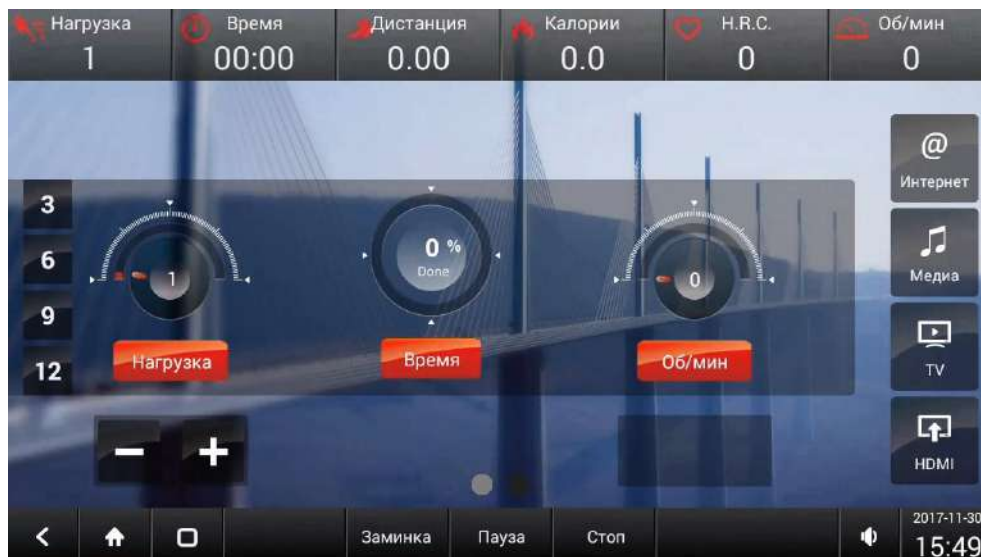 Нагрузка
1
Время
00:00
Дистанция
0.00
Калории
0.0
H.R.C.
0
Об/мин
0
@
Интернет
Медиа
TV
HDMI
3
6
9
12
1
Нагрузка
0 %
Done
Время
0
Об/мин
− +
Заминка Пауза Стоп
2017-11-30
15:49